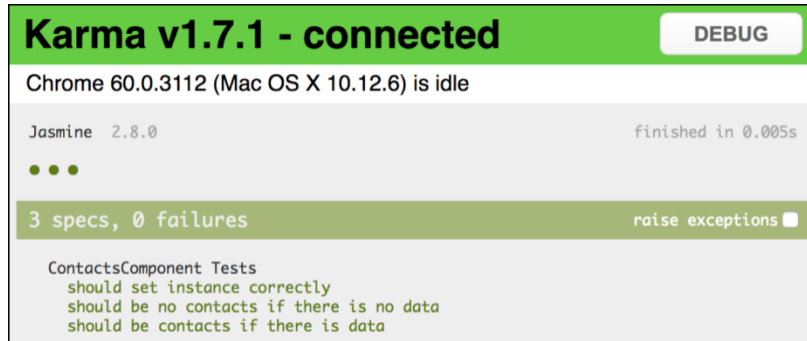 Karma v1.7.1 - connected DEBUG
Chrome 60.0.3112 (Mac OS X 10.12.6) is idle
Jasmine 2.8.0 finished in 0.005s
3 specs, 0 failures raise exceptions
ContactsComponent Tests
should set instance correctly
should be no contacts if there is no data
should be contacts if there is data